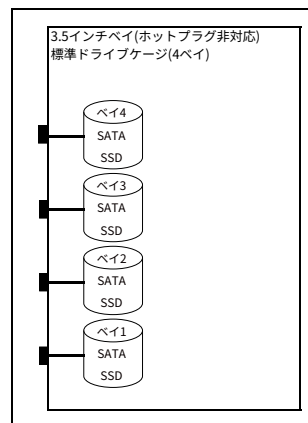 3.5インチベイ(ホットプラグ非対応)
標準ドライブケージ(4ベイ)
ベイ4
SATA
SSD
ベイ3
SATA
SSD
ベイ2
SATA
SSD
ベイ1
SATA
SSD